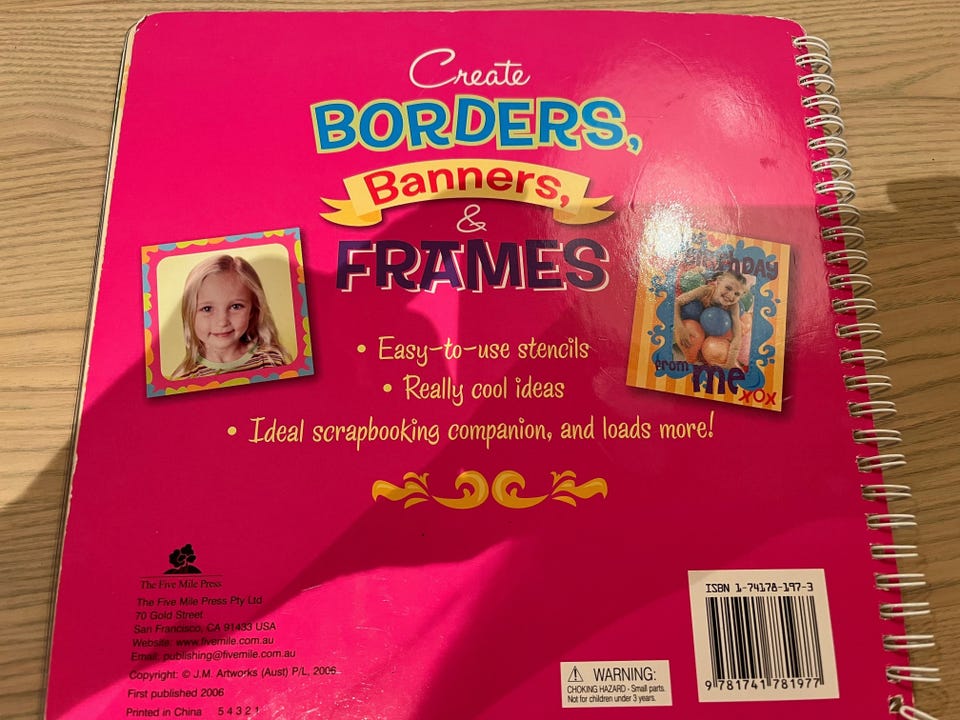 Create
BORDERS,
Banners,
&
FRAMES
BIRTHDAY
from
me
XOX
• Easy-to-use stencils
• Really cool ideas
• Ideal scrapbooking companion, and loads more!
The Five Mile Press
The Five Mile Press Pty Ltd
70 Gold Street
San Francisco, CA 91433 USA
Website: www.fivemile.com.au
Email: publishing@fivemile.com.au
Copyright: © J.M. Artworks (Aust) P/L, 2006
First published 2006
Printed in China 5 4 3 2 1
ISBN 1-74178-197-3
9 781741 781977
WARNING:
CHOKING HAZARD - Small parts.
Not for children under 3 years.